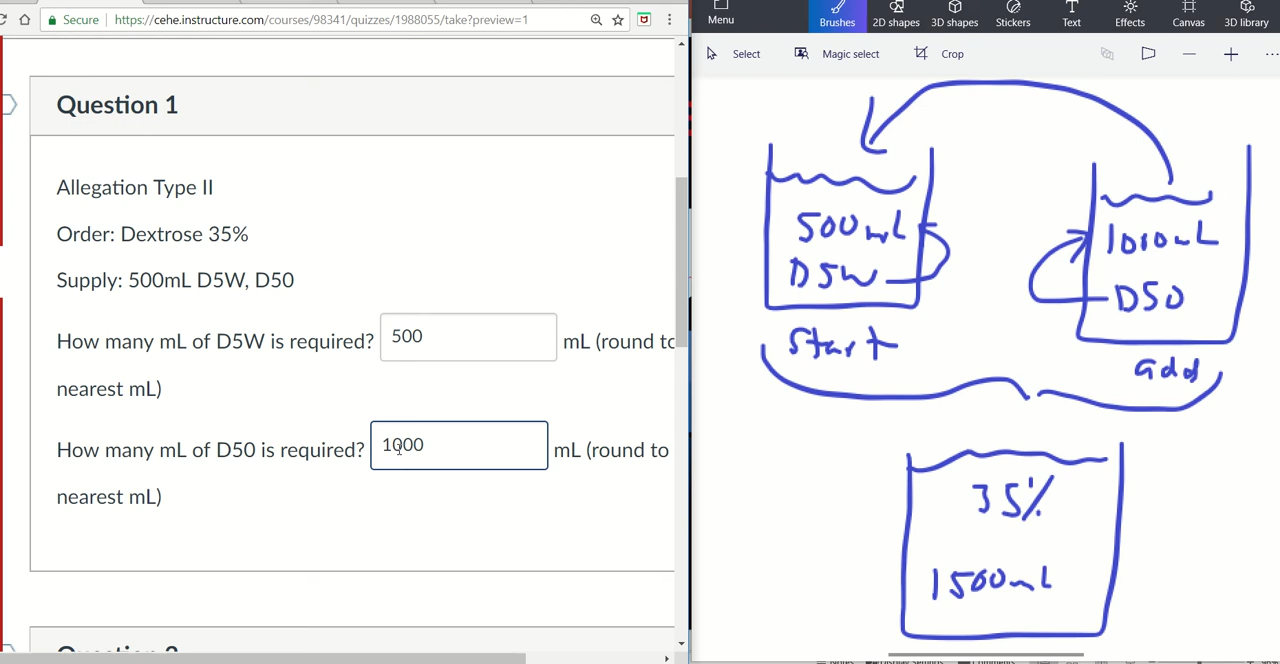 Secure
https://cehe.instructure.com/courses/98341/quizzes/1988055/take?preview=1
Question 1
Allegation Type II
Order: Dextrose 35%
Supply: 500mL D5W, D50
How many mL of D5W is required? 500 mL (round to
nearest mL)
How many mL of D50 is required? 1000 mL (round to
nearest mL)
Menu
Brushes
2D shapes
3D shapes
Stickers
Text
Effects
Canvas
3D library
Select
Magic select
Crop
500mL
D5W
start
1000mL
D50
add
35%
1500mL